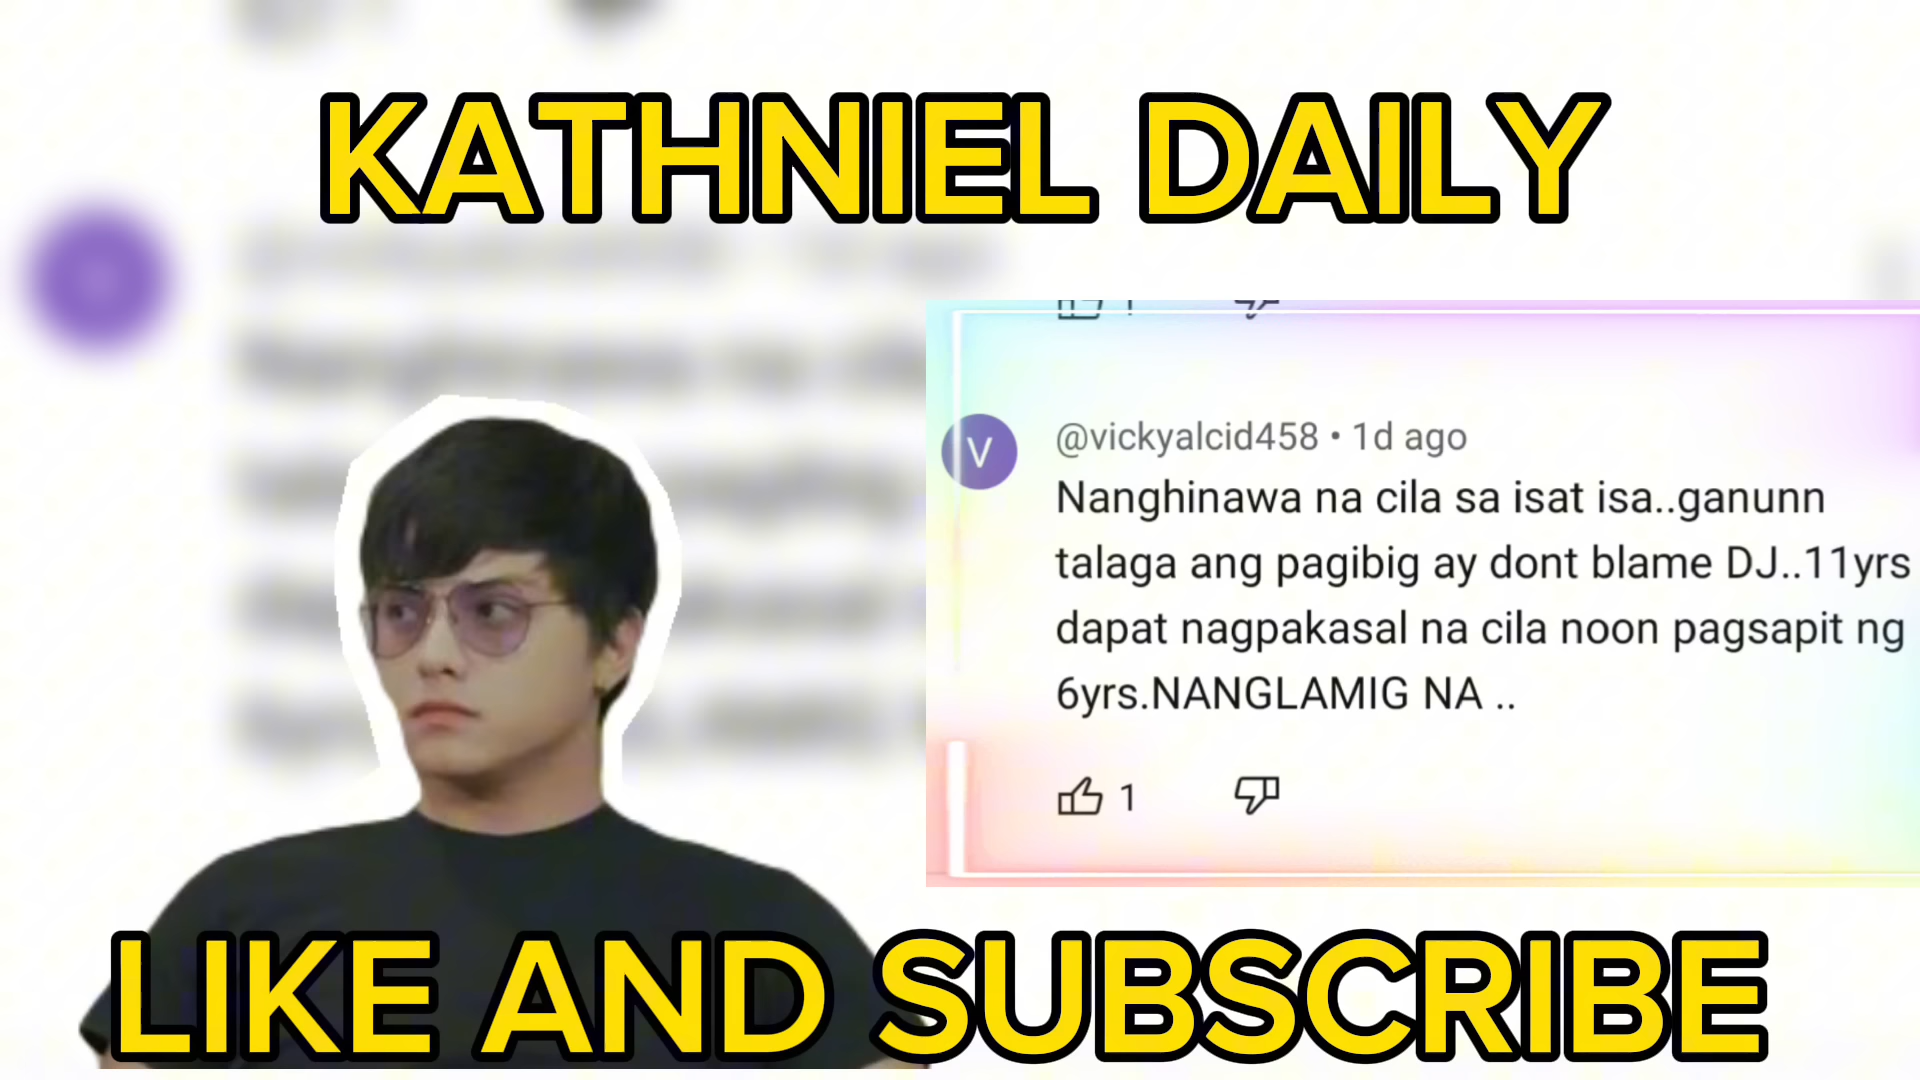 KATHNIEL DAILY
1
V
@vickyalcid458 • 1d ago
Nanghinawa na cila sa isat isa..ganunn
talaga ang pagibig ay dont blame DJ..11yrs
dapat nagpakasal na cila noon pagsapit ng
6yrs.NANGLAMIG NA ..
1
LIKE AND SUBSCRIBE